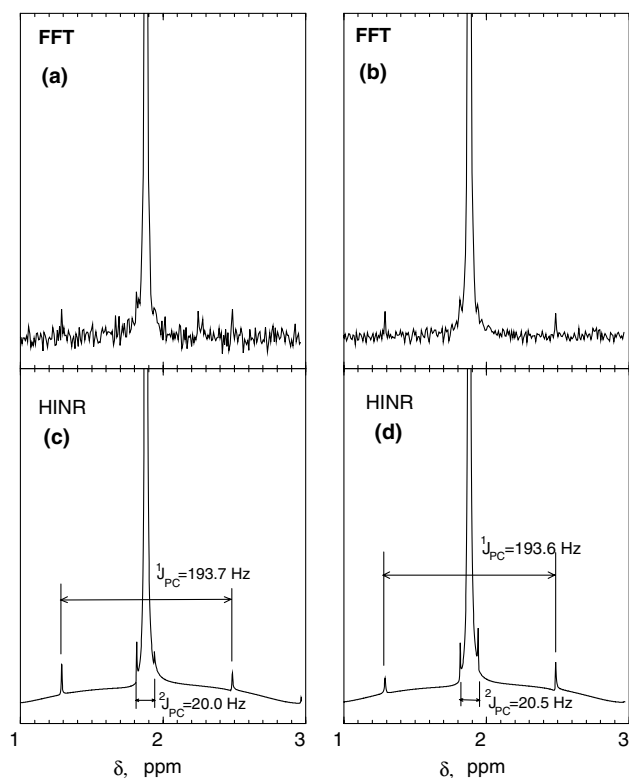 FFT
(a)
FFT
(b)
HINR
(c)
¹J_PC=193.7 Hz
²J_PC=20.0 Hz
HINR
(d)
¹J_PC=193.6 Hz
²J_PC=20.5 Hz
1 2 3
1 2 3
δ, ppm
δ, ppm